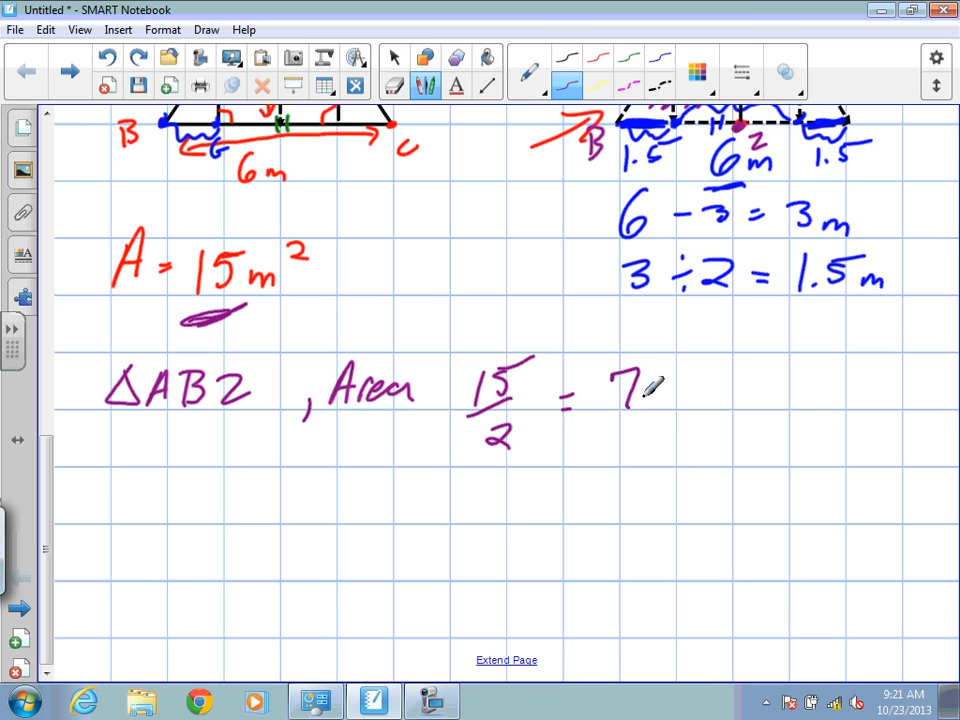 Untitled * - SMART Notebook
File Edit View Insert Format Draw Help
B G H C
6 m
B H Z
1.5 6 m 1.5
6 - 3 = 3 m
A = 15 m²
3 ÷ 2 = 1.5 m
△ABZ , Area 15/2 = 7
Extend Page
9:21 AM
10/23/2013